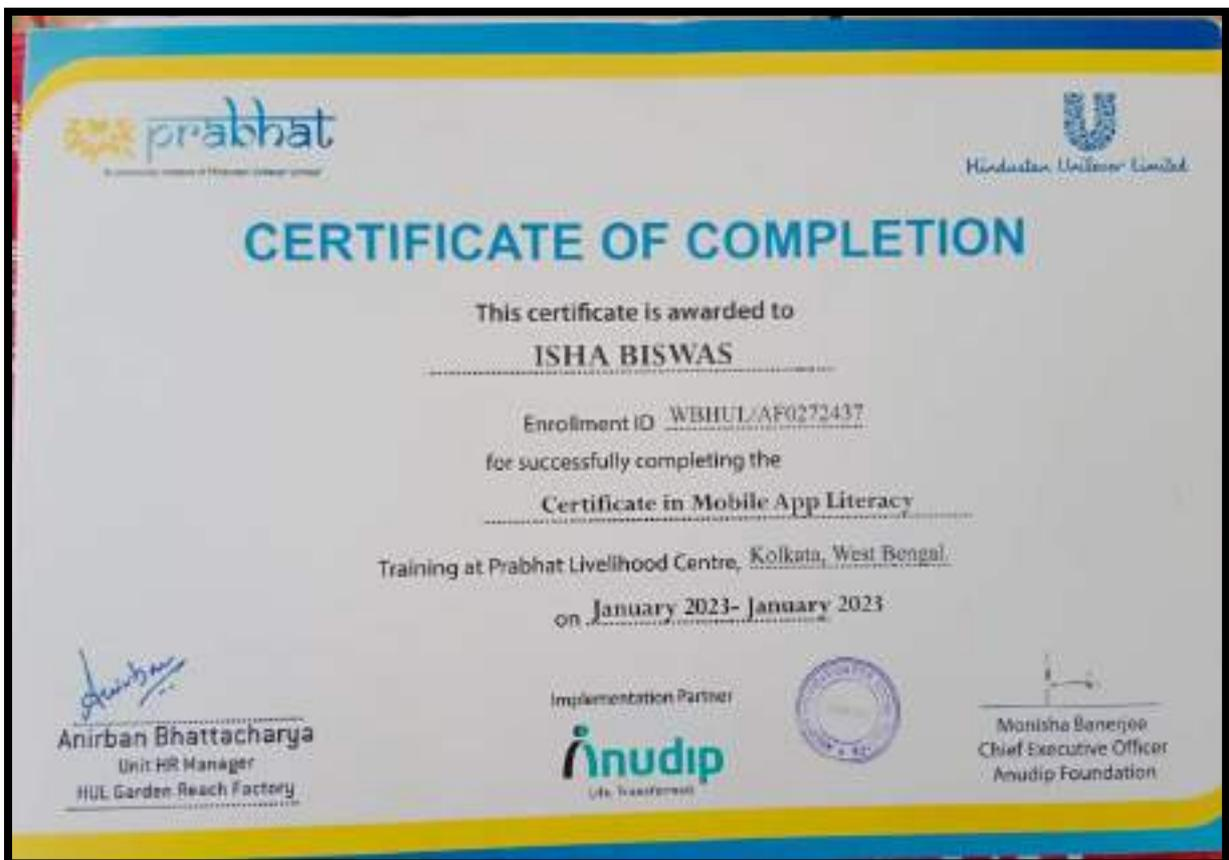 prabhat
Hindustan Unilever Limited
CERTIFICATE OF COMPLETION
This certificate is awarded to
ISHA BISWAS
Enrollment ID WBHUL/AF0272437
for successfully completing the
Certificate in Mobile App Literacy
Training at Prabhat Livelihood Centre, Kolkata, West Bengal
on January 2023- January 2023
Anirban
Anirban Bhattacharya
Unit HR Manager
HUL Garden Reach Factory
Implementation Partner
Anudip
Life Transformed
Monisha Banerjee
Chief Executive Officer
Anudip Foundation